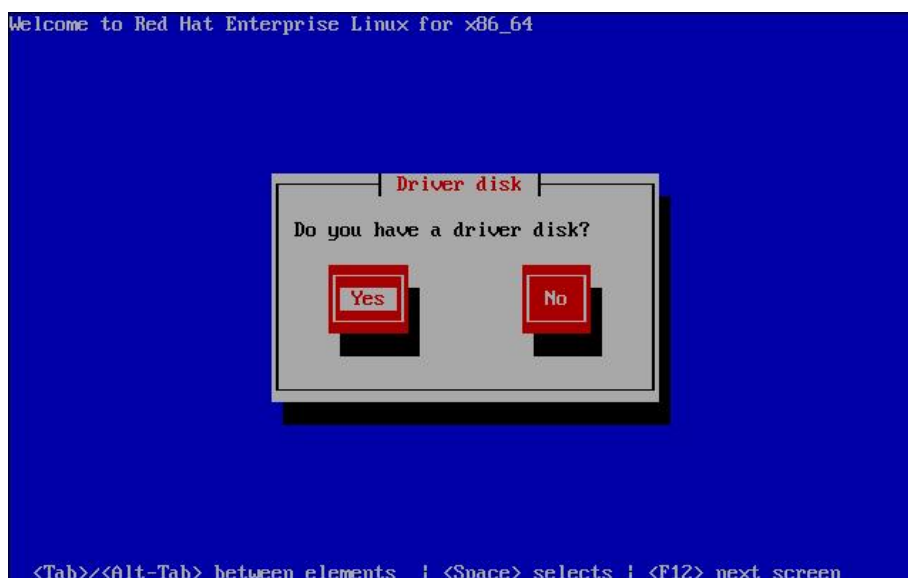 Welcome to Red Hat Enterprise Linux for x86_64
Driver disk
Do you have a driver disk?
Yes No
<Tab>/<Alt-Tab> between elements | <Space> selects | <F12> next screen